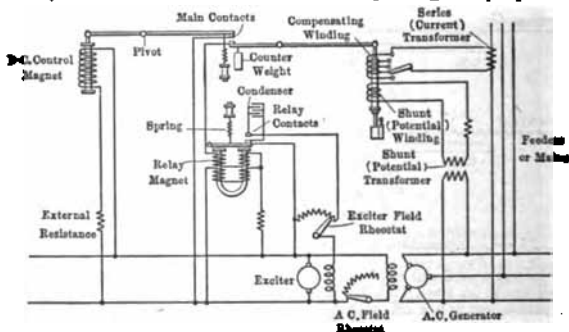 Main Contacts
Compensating
Winding
Series
(Current)
Transformer
D.C. Control
Magnet
Pivot
Counter
Weight
Condenser
Relay
Contacts
Spring
Relay
Magnet
Shunt
(Potential)
Winding
Shunt
(Potential)
Transformer
Feeders
or Mains
External
Resistance
Exciter Field
Rheostat
Exciter
A C. Field
Rheostat
A.C. Generator